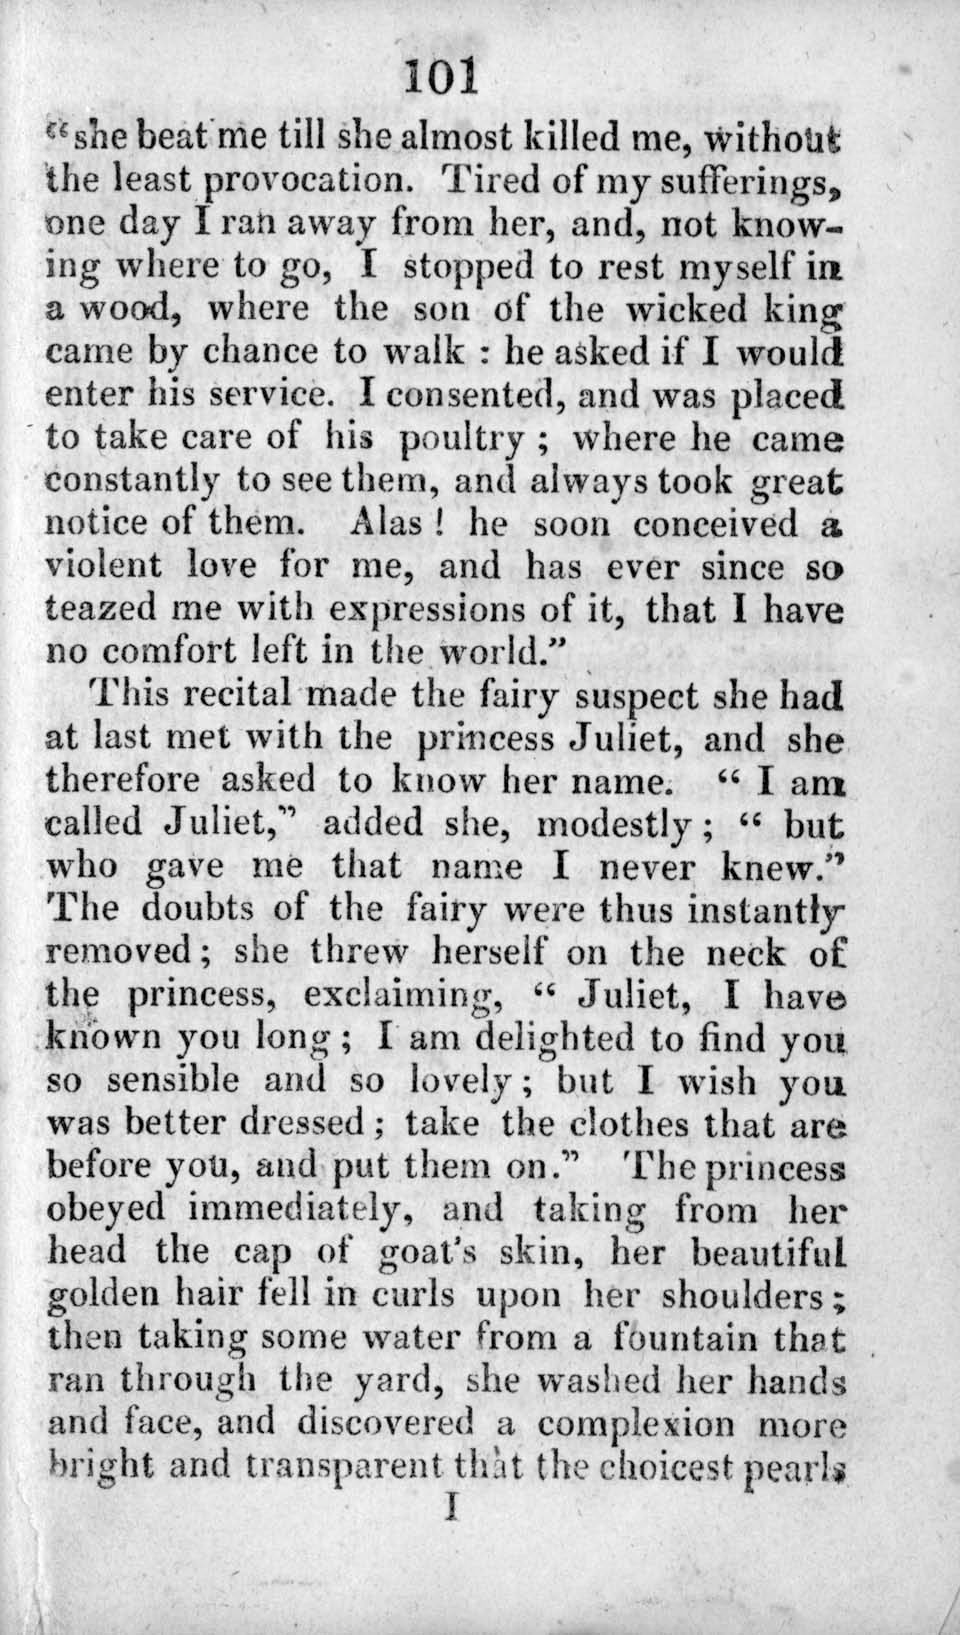 101
“she beat me till she almost killed me, without
the least provocation. Tired of my sufferings,
one day I ran away from her, and, not know-
ing where to go, I stopped to rest myself in
a wood, where the son of the wicked king
came by chance to walk : he asked if I would
enter his service. I consented, and was placed
to take care of his poultry ; where he came
constantly to see them, and always took great
notice of them. Alas ! he soon conceived a
violent love for me, and has ever since so
teazed me with expressions of it, that I have
no comfort left in the world.”
This recital made the fairy suspect she had
at last met with the princess Juliet, and she
therefore asked to know her name. “ I am
called Juliet,” added she, modestly ; “ but
who gave me that name I never knew.”
The doubts of the fairy were thus instantly
removed ; she threw herself on the neck of
the princess, exclaiming, “ Juliet, I have
known you long ; I am delighted to find you
so sensible and so lovely ; but I wish you
was better dressed ; take the clothes that are
before you, and put them on.” The princess
obeyed immediately, and taking from her
head the cap of goat's skin, her beautiful
golden hair fell in curls upon her shoulders ;
then taking some water from a fountain that
ran through the yard, she washed her hands
and face, and discovered a complexion more
bright and transparent that the choicest pearls
I